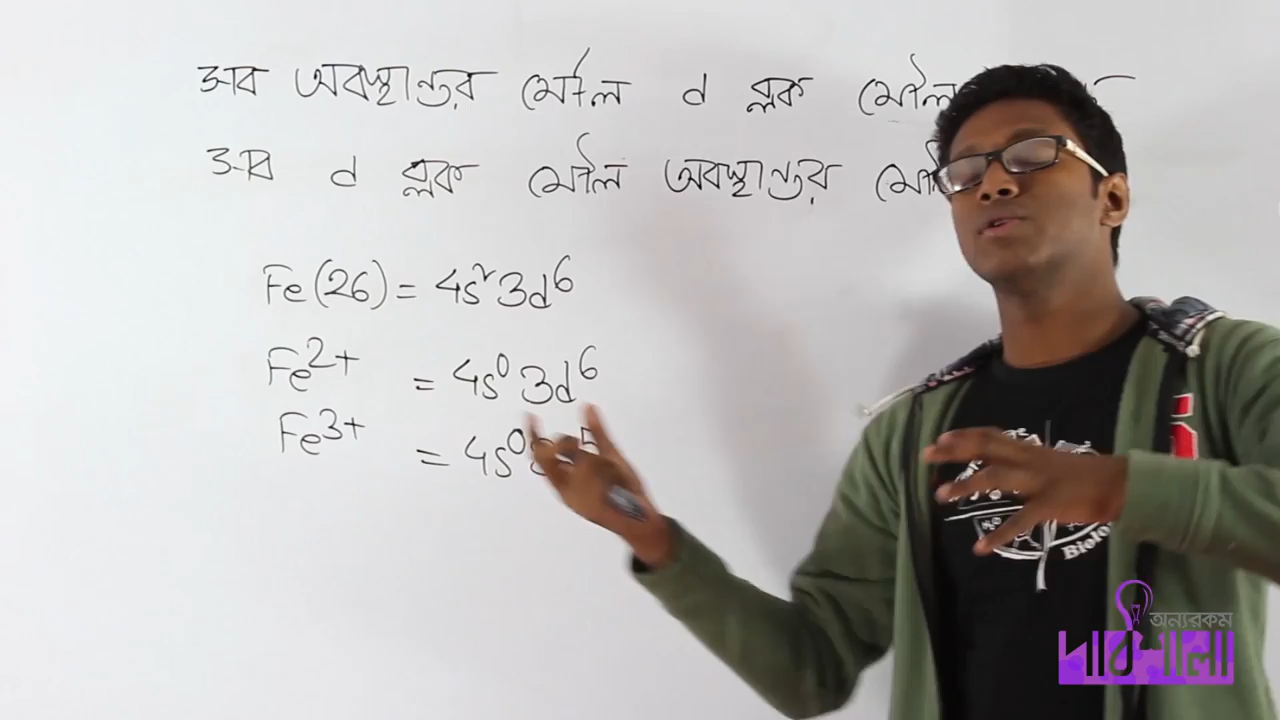 সব অবস্থান্তর মৌল d ব্লক মৌল
সব d ব্লক মৌল অবস্থান্তর
Fe (26) = 4s² 3d⁶
Fe²⁺ = 4s⁰ 3d⁶
Fe³⁺ = 4s⁰
Biolo
অন্যরকম
পাঠশালা